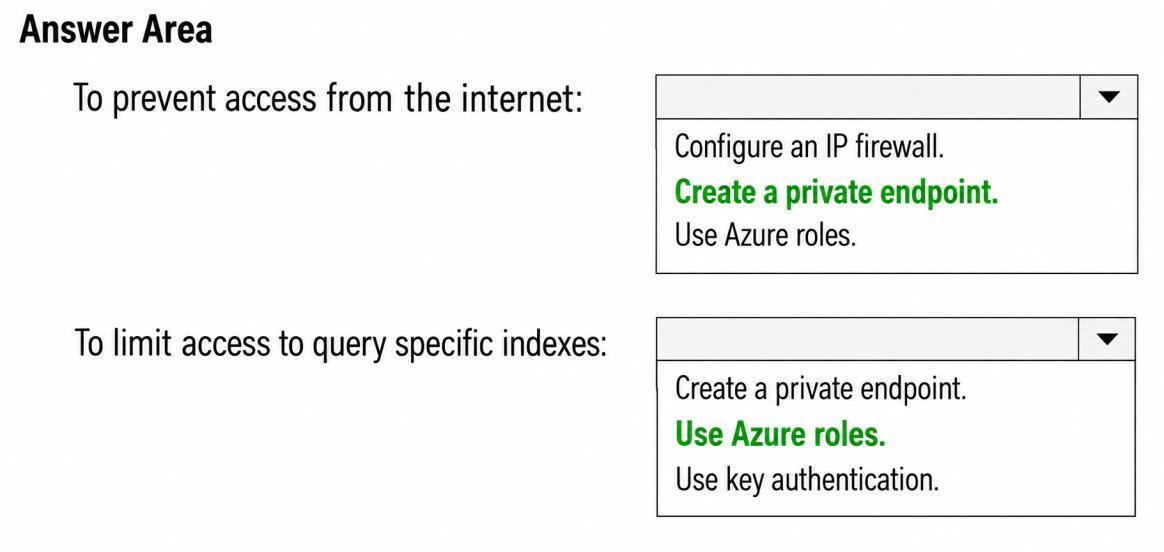 Answer Area
To prevent access from the internet:
Configure an IP firewall.
Create a private endpoint.
Use Azure roles.
To limit access to query specific indexes:
Create a private endpoint.
Use Azure roles.
Use key authentication.